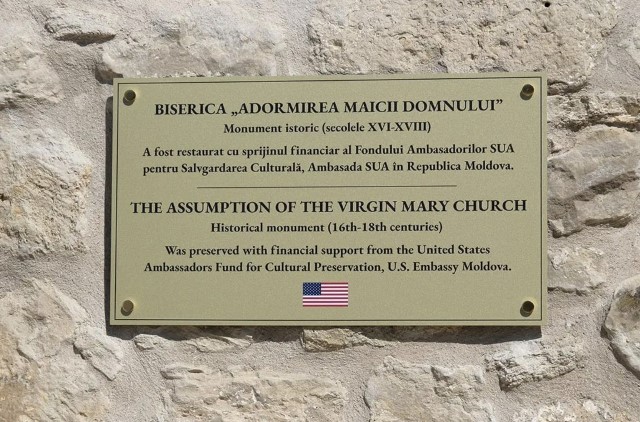 BISERICA „ADORMIREA MAICII DOMNULUI”
Monument istoric (secolele XVI-XVIII)
A fost restaurat cu sprijinul financiar al Fondului Ambasadorilor SUA
pentru Salvgardarea Culturală, Ambasada SUA în Republica Moldova.
THE ASSUMPTION OF THE VIRGIN MARY CHURCH
Historical monument (16th-18th centuries)
Was preserved with financial support from the United States
Ambassadors Fund for Cultural Preservation, U.S. Embassy Moldova.